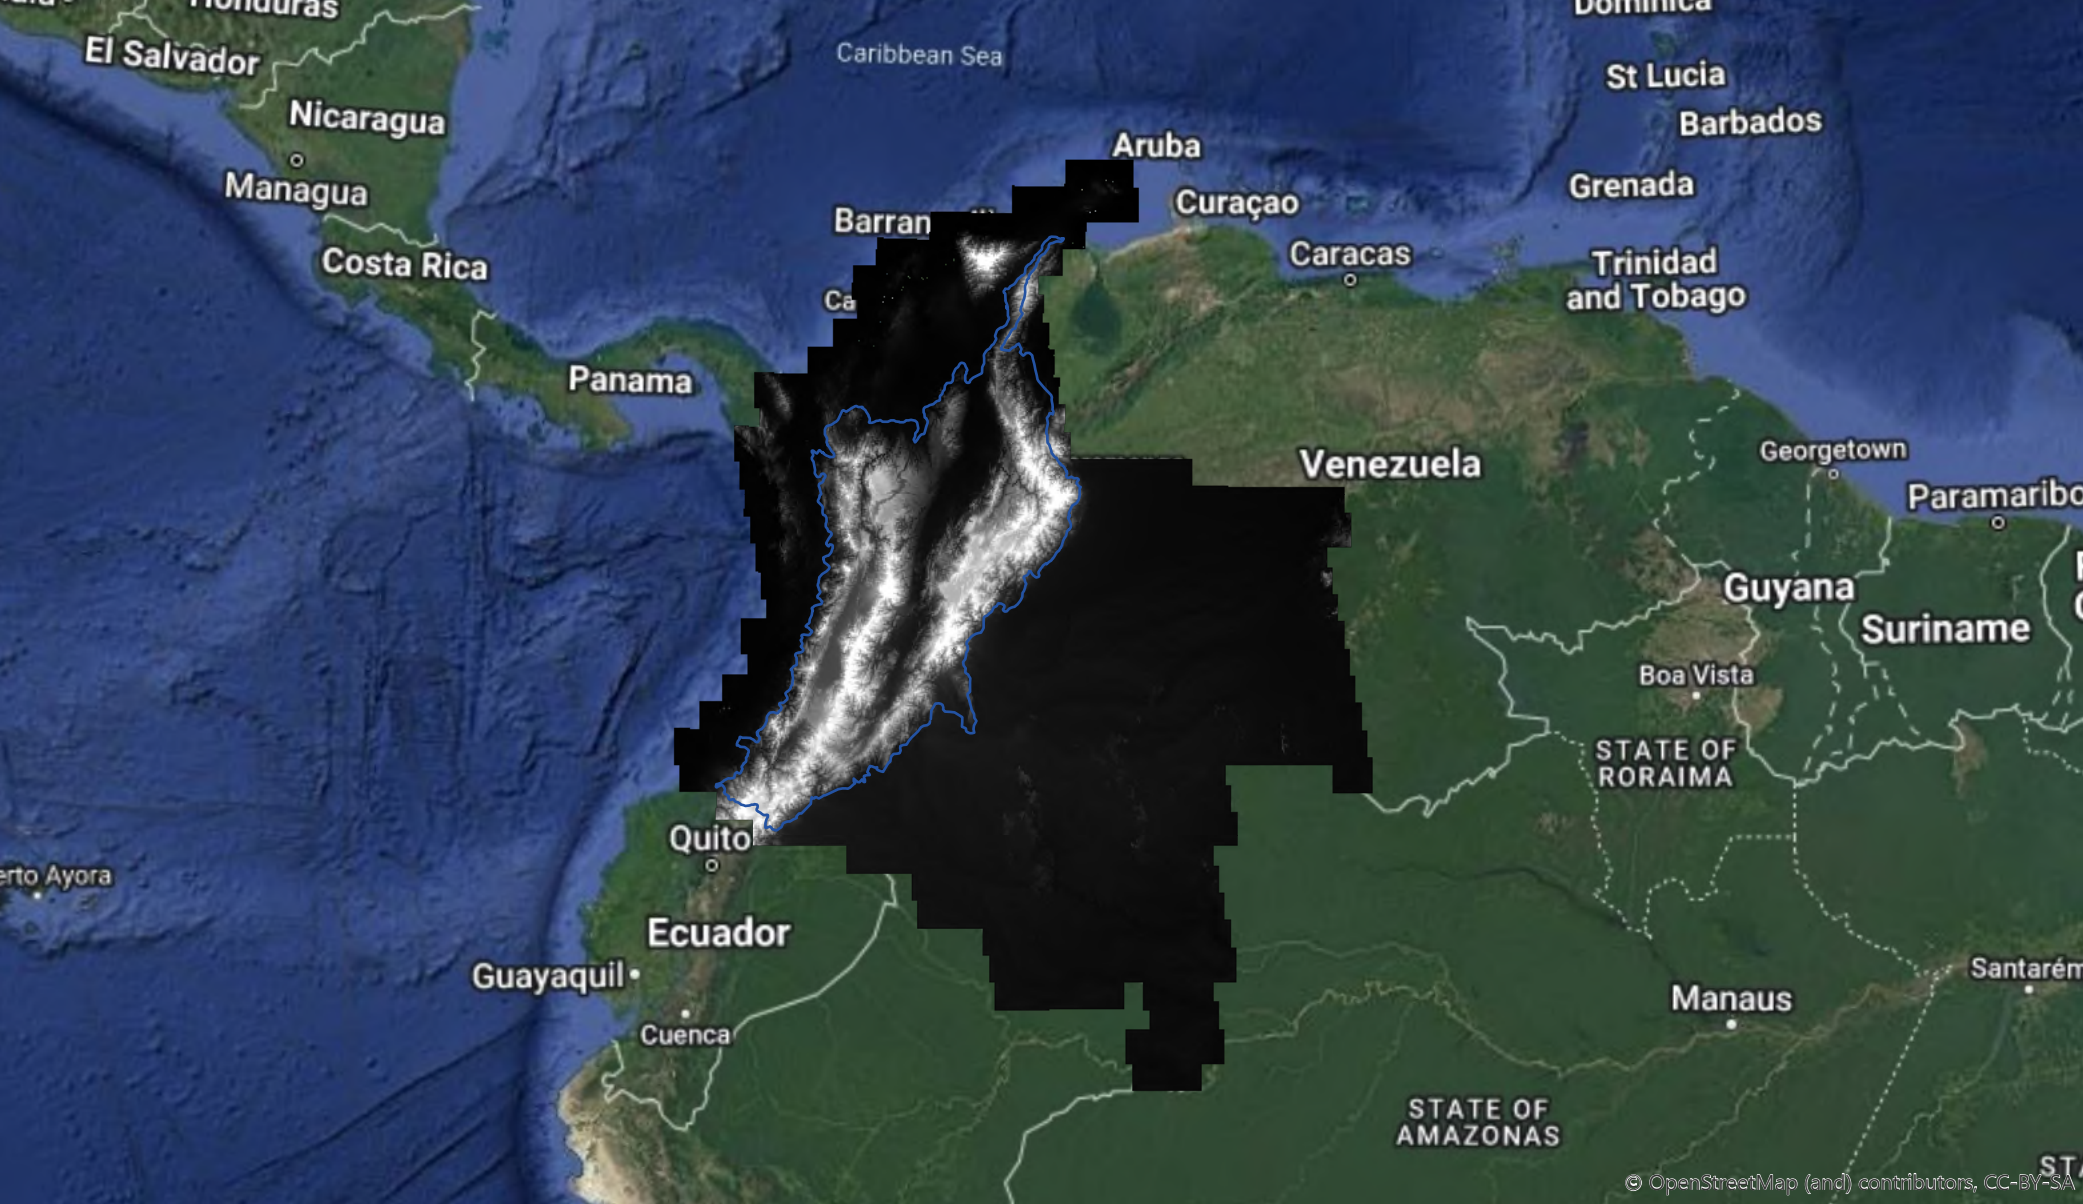 Honduras
Dominica
El Salvador
Caribbean Sea
St Lucia
Nicaragua
Barbados
Managua
Aruba
Grenada
Curaçao
Barran
Costa Rica
Caracas
Trinidad
and Tobago
Ca
Panama
Venezuela
Georgetown
Paramaribo
Guyana
Suriname
Boa Vista
STATE OF
RORAIMA
Quito
erto Ayora
Ecuador
Guayaquil
Santarém
Manaus
Cuenca
STATE OF
AMAZONAS
STA
© OpenStreetMap (and) contributors, CC-BY-SA